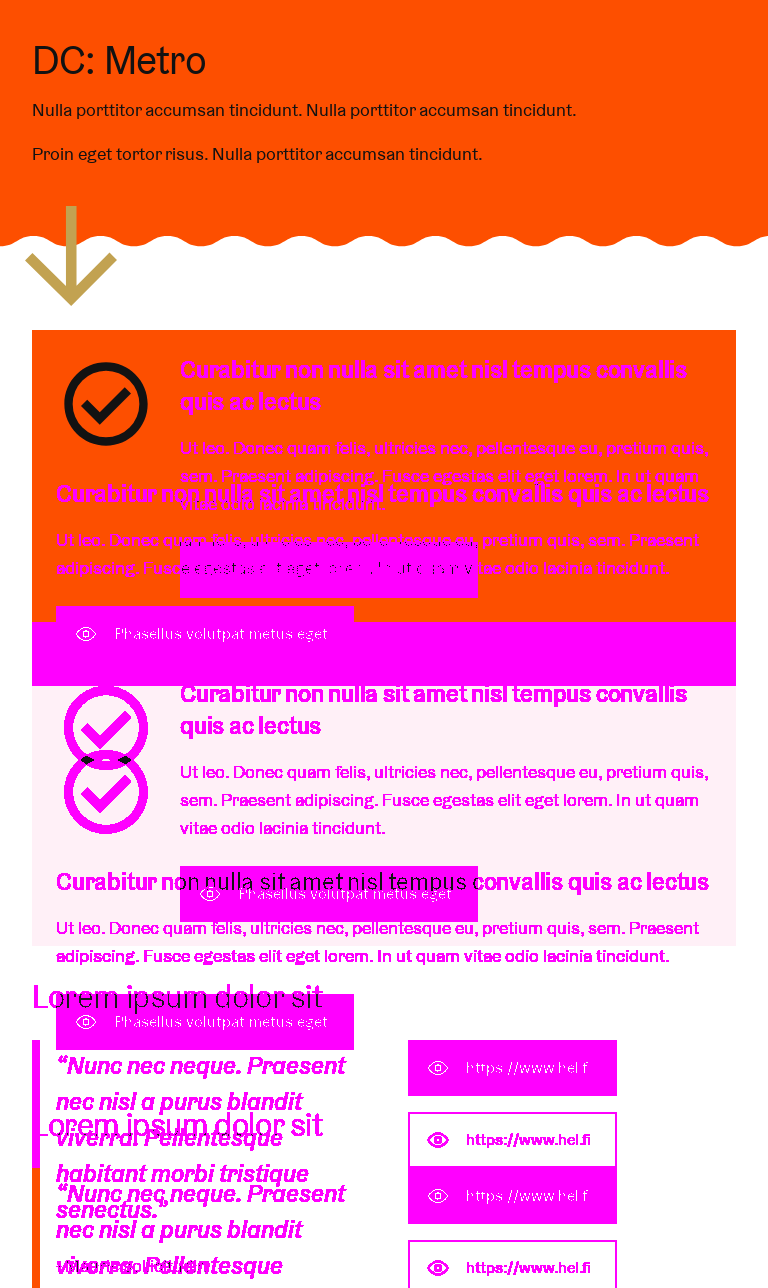 DC: Metro
Nulla porttitor accumsan tincidunt. Nulla porttitor accumsan tincidunt.
Proin eget tortor risus. Nulla porttitor accumsan tincidunt.
Curabitur non nulla sit amet nisl tempus convallis
quis ac lectus
Ut leo. Donec quam felis, ultricies nec, pellentesque eu, pretium quis,
sem. Praesent adipiscing. Fusce egestas elit eget lorem. In ut quam
Curabitur non nulla sit amet nisl tempus convallis quis ac lectus
vitae odio lacinia tincidunt.
Ut leo. Donec quam felis, ultricies nec, pellentesque eu, pretium quis, sem. Praesent
adipiscing. Fusce egestas elit eget lorem. In ut quam vitae odio lacinia tincidunt.
Phasellus volutpat metus eget
Curabitur non nulla sit amet nisl tempus convallis
quis ac lectus
Ut leo. Donec quam felis, ultricies nec, pellentesque eu, pretium quis,
sem. Praesent adipiscing. Fusce egestas elit eget lorem. In ut quam
vitae odio lacinia tincidunt.
Curabitur non nulla sit amet nisl tempus convallis quis ac lectus
Phasellus volutpat metus eget
Ut leo. Donec quam felis, ultricies nec, pellentesque eu, pretium quis, sem. Praesent
adipiscing. Fusce egestas elit eget lorem. In ut quam vitae odio lacinia tincidunt.
Lorem ipsum dolor sit
Phasellus volutpat metus eget
“Nunc nec neque. Praesent
nec nisl a purus blandit
viverra. Pellentesque
habitant morbi tristique
senectus.”
https://www.hel.fi
https://www.hel.fi
Lorem ipsum dolor sit
“Nunc nec neque. Praesent
nec nisl a purus blandit
viverra. Pellentesque
https://www.hel.fi
https://www.hel.fi